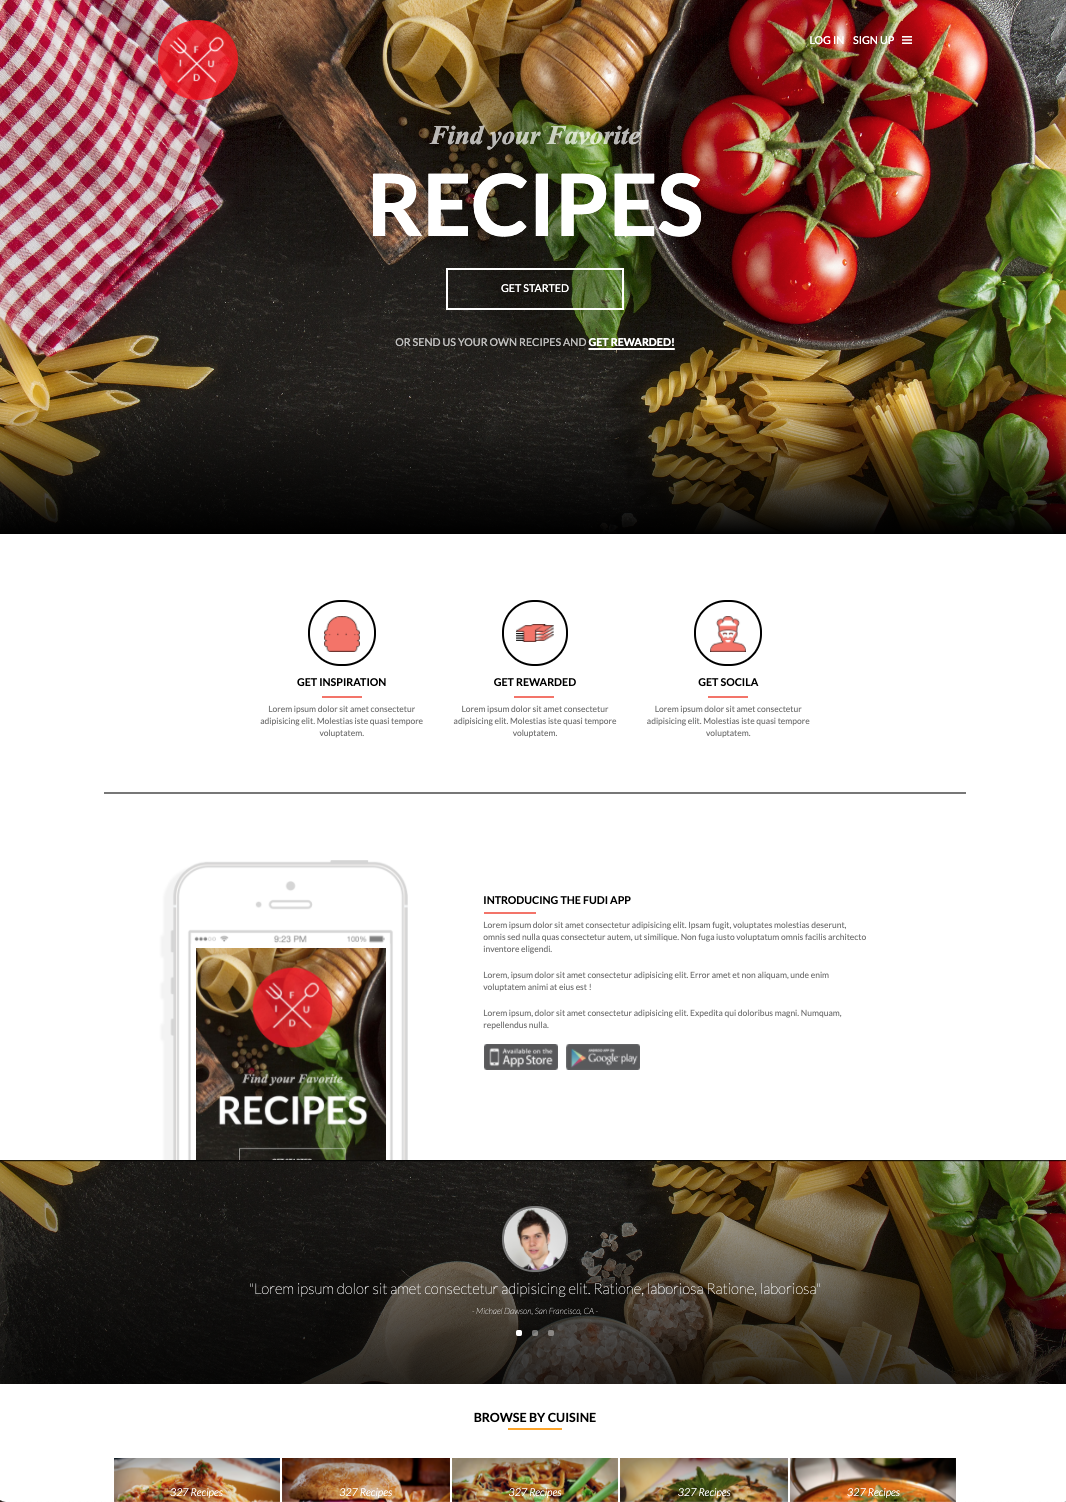 F
I U
D
LOG IN SIGN UP
Find your Favorite
RECIPES
GET STARTED
OR SEND US YOUR OWN RECIPES AND GET REWARDED!
GET INSPIRATION
Lorem ipsum dolor sit amet consectetur
adipisicing elit. Molestias iste quasi tempore
voluptatem.
GET REWARDED
Lorem ipsum dolor sit amet consectetur
adipisicing elit. Molestias iste quasi tempore
voluptatem.
GET SOCILA
Lorem ipsum dolor sit amet consectetur
adipisicing elit. Molestias iste quasi tempore
voluptatem.
9:23 PM 100%
F
I U
D
Find your Favorite
RECIPES
INTRODUCING THE FUDI APP
Lorem ipsum dolor sit amet consectetur adipisicing elit. Ipsam fugit, voluptates molestias deserunt,
omnis sed nulla quas consectetur autem, ut similique. Non fuga iusto voluptatum omnis facilis architecto
inventore eligendi.
Lorem, ipsum dolor sit amet consectetur adipisicing elit. Error amet et non aliquam, unde enim
voluptatem animi at eius est !
Lorem ipsum, dolor sit amet consectetur adipisicing elit. Expedita qui doloribus magni. Numquam,
repellendus nulla.
Available on the
App Store
ANDROID APP ON
Google play
"Lorem ipsum dolor sit amet consectetur adipisicing elit. Ratione, laboriosa Ratione, laboriosa"
- Michael Dawson, San Francisco, CA -
BROWSE BY CUISINE
327 Recipes
327 Recipes
327 Recipes
327 Recipes
327 Recipes